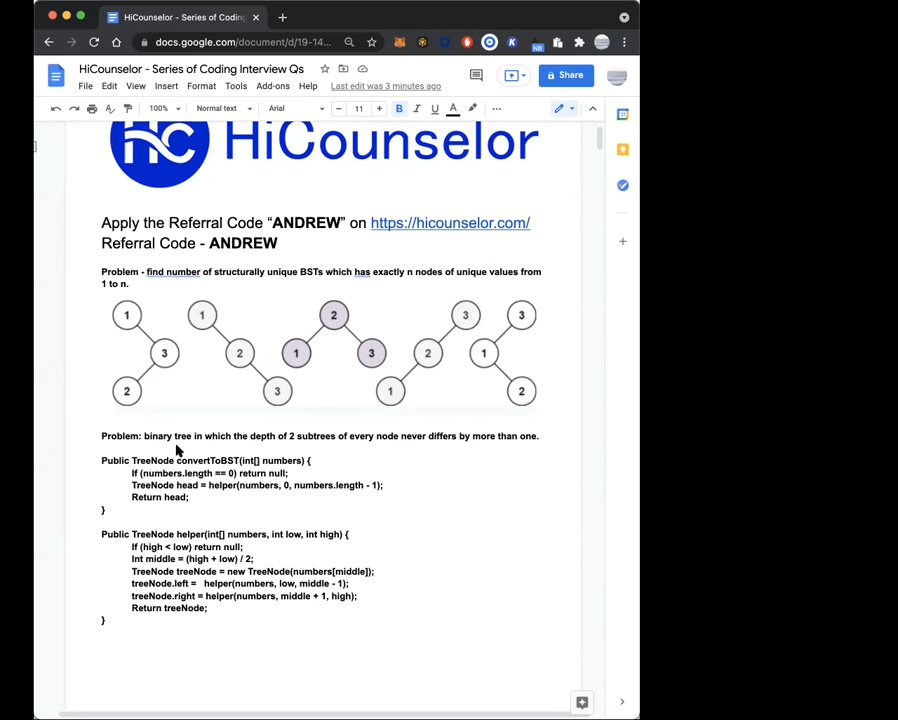 HiCounselor - Series of Coding
docs.google.com/document/d/19-14...
NB
HiCounselor - Series of Coding Interview Qs
Share
File Edit View Insert Format Tools Add-ons Help Last edit was 3 minutes ago
100% Normal text Arial 11 B I U A
HC HiCounselor
Apply the Referral Code “ANDREW” on https://hicounselor.com/
Referral Code - ANDREW
Problem - find number of structurally unique BSTs which has exactly n nodes of unique values from
1 to n.
1 1 2 3 3
3 2 1 3 2 1
2 3 1 2
Problem: binary tree in which the depth of 2 subtrees of every node never differs by more than one.
Public TreeNode convertToBST(int[] numbers) {
If (numbers.length == 0) return null;
TreeNode head = helper(numbers, 0, numbers.length - 1);
Return head;
}
Public TreeNode helper(int[] numbers, int low, int high) {
If (high < low) return null;
Int middle = (high + low) / 2;
TreeNode treeNode = new TreeNode(numbers[middle]);
treeNode.left = helper(numbers, low, middle - 1);
treeNode.right = helper(numbers, middle + 1, high);
Return treeNode;
}